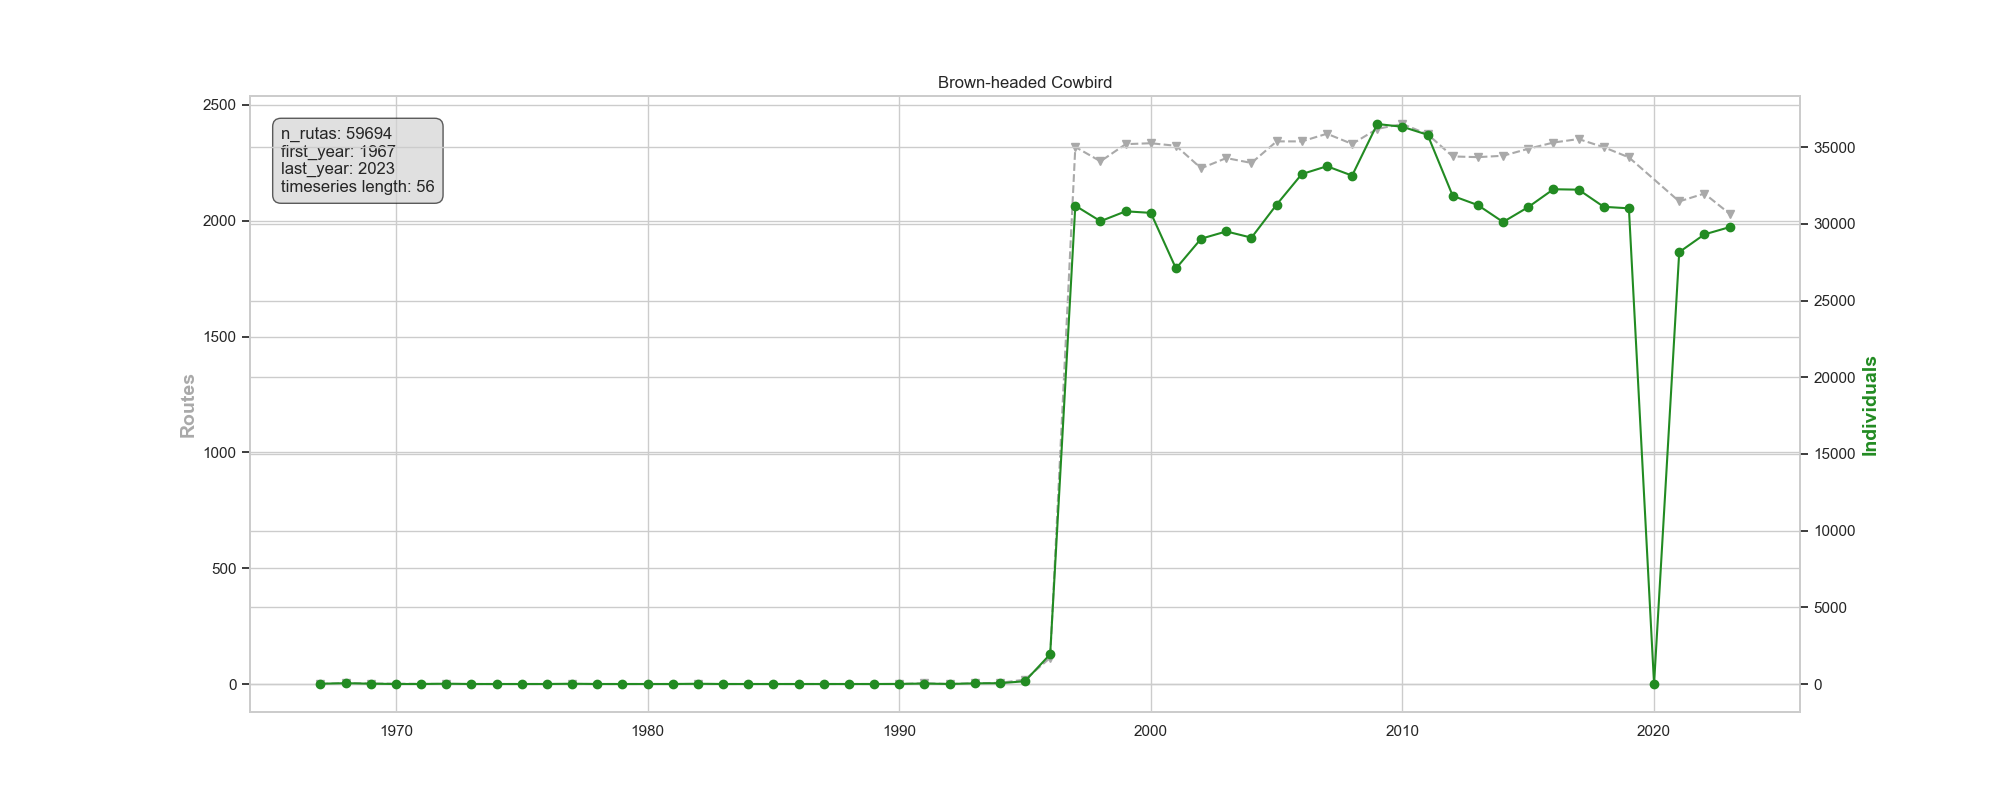 Brown-headed Cowbird
n_rutas: 59694
first_year: 1967
last_year: 2023
timeseries length: 56
2500
2000
1500
1000
500
0
Routes
35000
30000
25000
20000
15000
10000
5000
0
Individuals
1970
1980
1990
2000
2010
2020